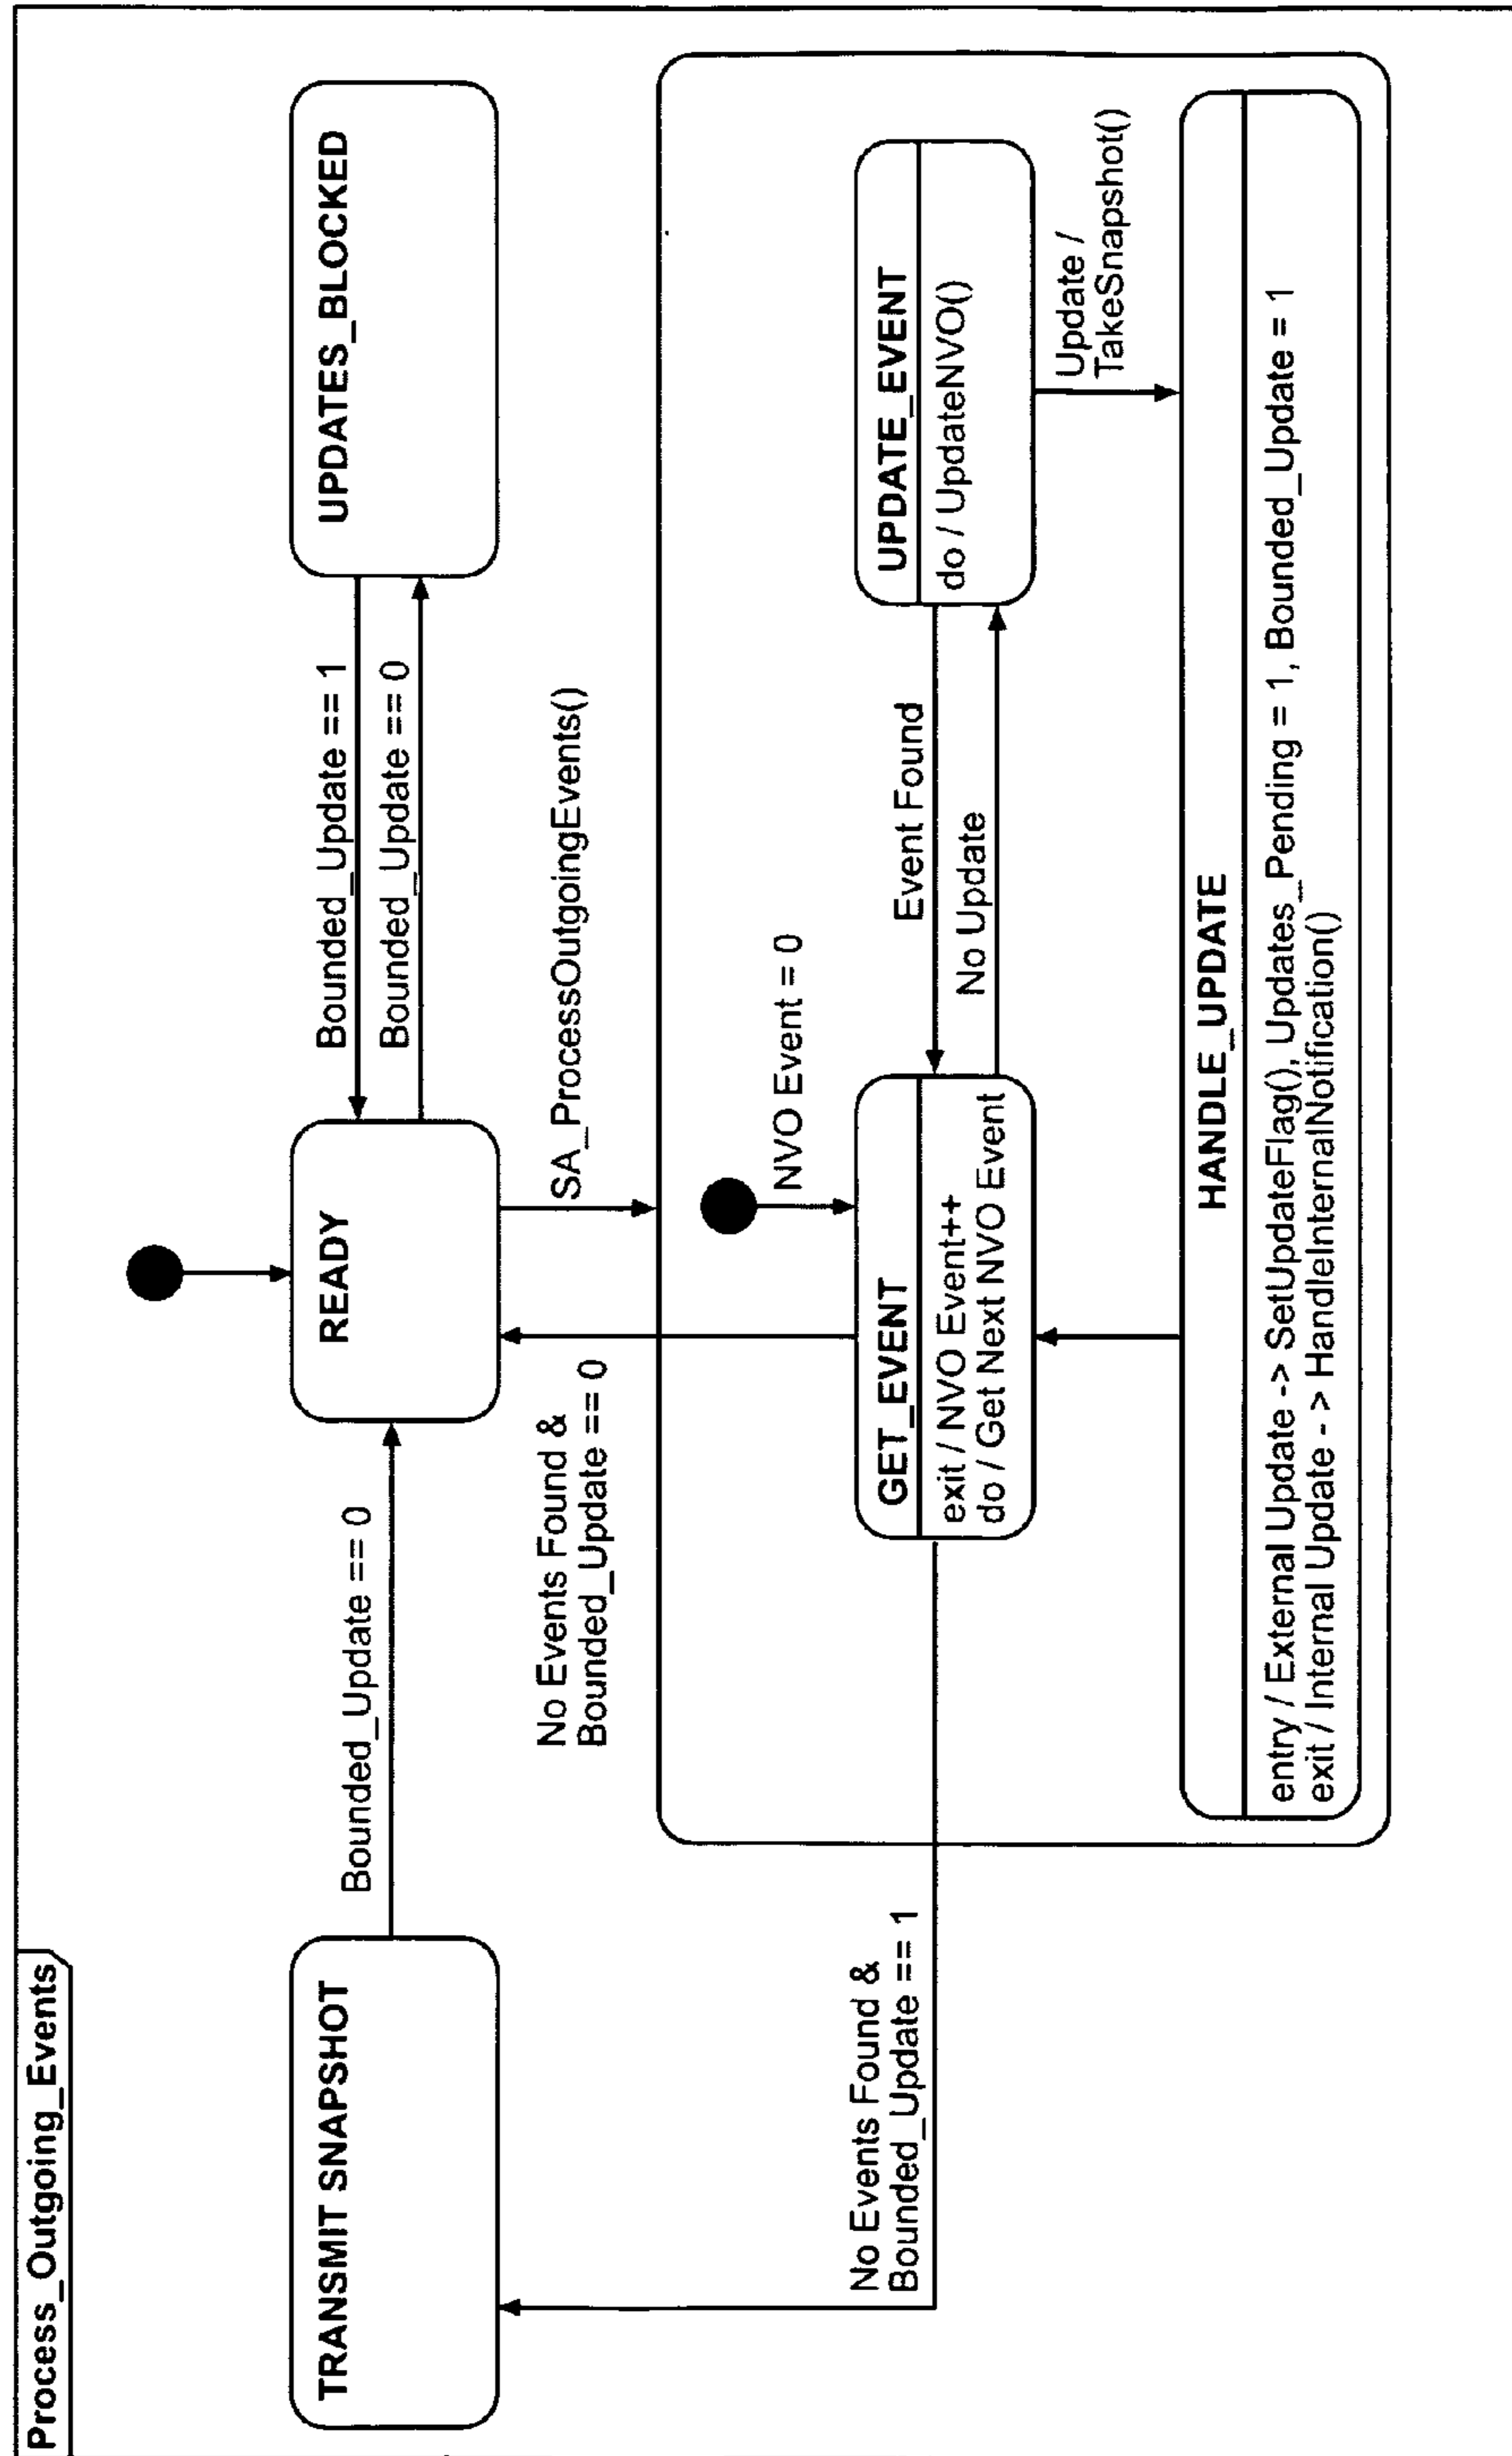 Process_Outgoing_Events
TRANSMIT SNAPSHOT
Bounded_Update == 0
READY
Bounded_Update == 1
Bounded_Update == 0
UPDATES_BLOCKED
No Events Found &
Bounded_Update == 0
SA_ProcessOutgoingEvents()
No Events Found &
Bounded_Update == 1
NVO Event = 0
GET_EVENT
exit / NVO Event++
do / Get Next NVO Event
Event Found
No Update
UPDATE_EVENT
do / UpdateNVO()
Update /
TakeSnapshot()
HANDLE_UPDATE
entry / External Update -> SetUpdateFlag(), Updates_Pending = 1, Bounded_Update = 1
exit / Internal Update - > HandleInternalNotification()